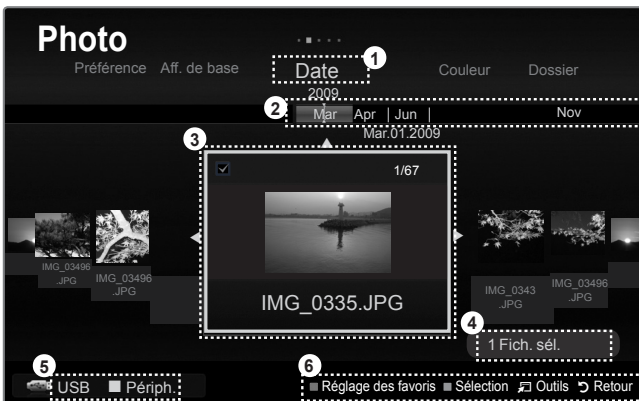 Photo
1
Préférence Aff. de base Date Couleur Dossier
2009
2
Mar Apr | Jun | Nov
Mar.01.2009
3
1/67
IMG_03496
.JPG
IMG_03496
.JPG
IMG_0335.JPG
IMG_0343
.JPG
IMG_03496
.JPG
4
1 Fich. sél.
5
USB Périph.
6
Réglage des favoris Sélection Outils Retour